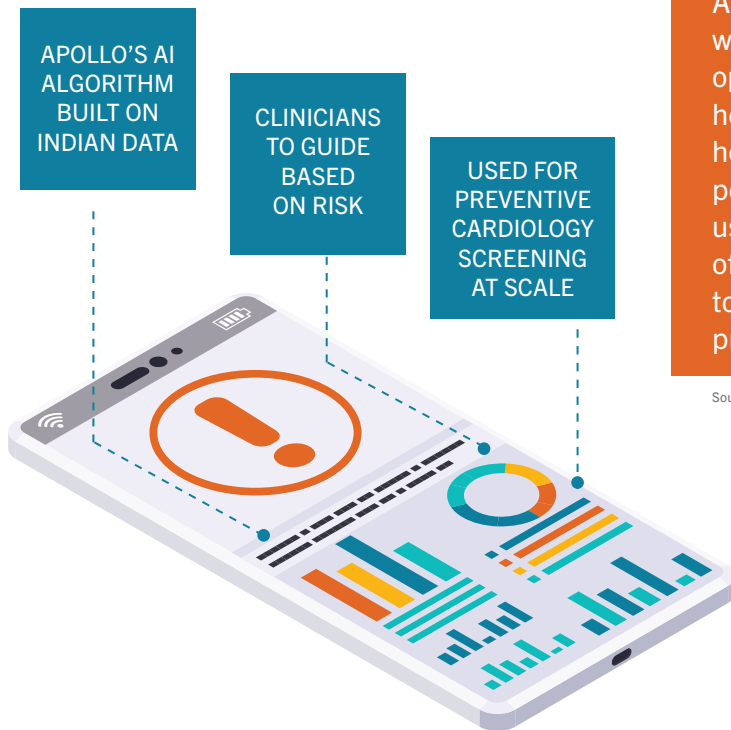 APOLLO'S AI
ALGORITHM
BUILT ON
INDIAN DATA
CLINICIANS
TO GUIDE
BASED
ON RISK
USED FOR
PREVENTIVE
CARDIOLOGY
SCREENING
AT SCALE